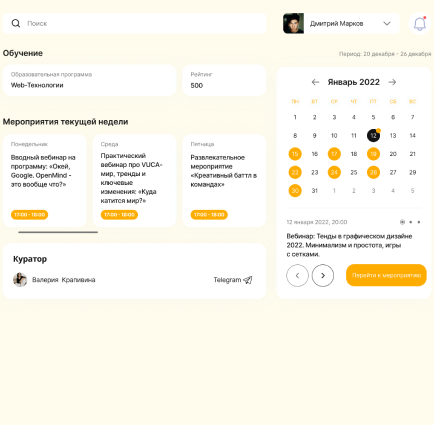 Поиск
Дмитрий Марков
Обучение
Период: 20 декабря - 26 декабря
Образовательная программа
Web-Технологии
Рейтинг
500
Мероприятия текущей недели
Понедельник
Вводный вебинар на
программу: «Окей,
Google. OpenMind -
это вообще что?»
17:00 - 18:00
Среда
Практический
вебинар про VUCA-
мир, тренды и
ключевые
изменения: «Куда
катится мир?»
17:00 - 18:00
Пятница
Развлекательное
мероприятие
«Креативный баттл в
командах»
17:00 - 18:00
Куратор
Валерия Крапивина
Telegram
Январь 2022
ПН ВТ СР ЧТ ПТ СБ ВС
1 2 3 4 5 6 7
8 9 10 11 12 13 14
15 16 17 18 19 20 21
22 23 24 25 26 27 29
30 31 1 2 3 4 5
12 января 2022, 20:00
Вебинар: Тенды в графическом дизайне
2022. Минимализм и простота, игры
с сетками.
Перейти к мероприятию